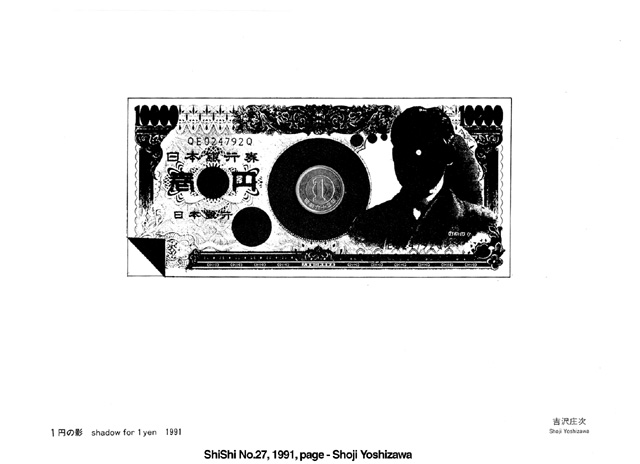 10000 10000
QE024792Q
日本銀行券
壱 円
日本銀行
1
1円の影 shadow for 1 yen 1991
吉沢庄次
Shoji Yoshizawa
ShiShi No.27, 1991, page - Shoji Yoshizawa